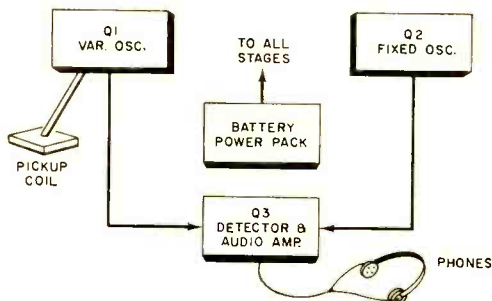 Q1
VAR. OSC.
TO ALL
STAGES
Q2
FIXED OSC.
BATTERY
POWER PACK
PICKUP
COIL
Q3
DETECTOR &
AUDIO AMP.
PHONES